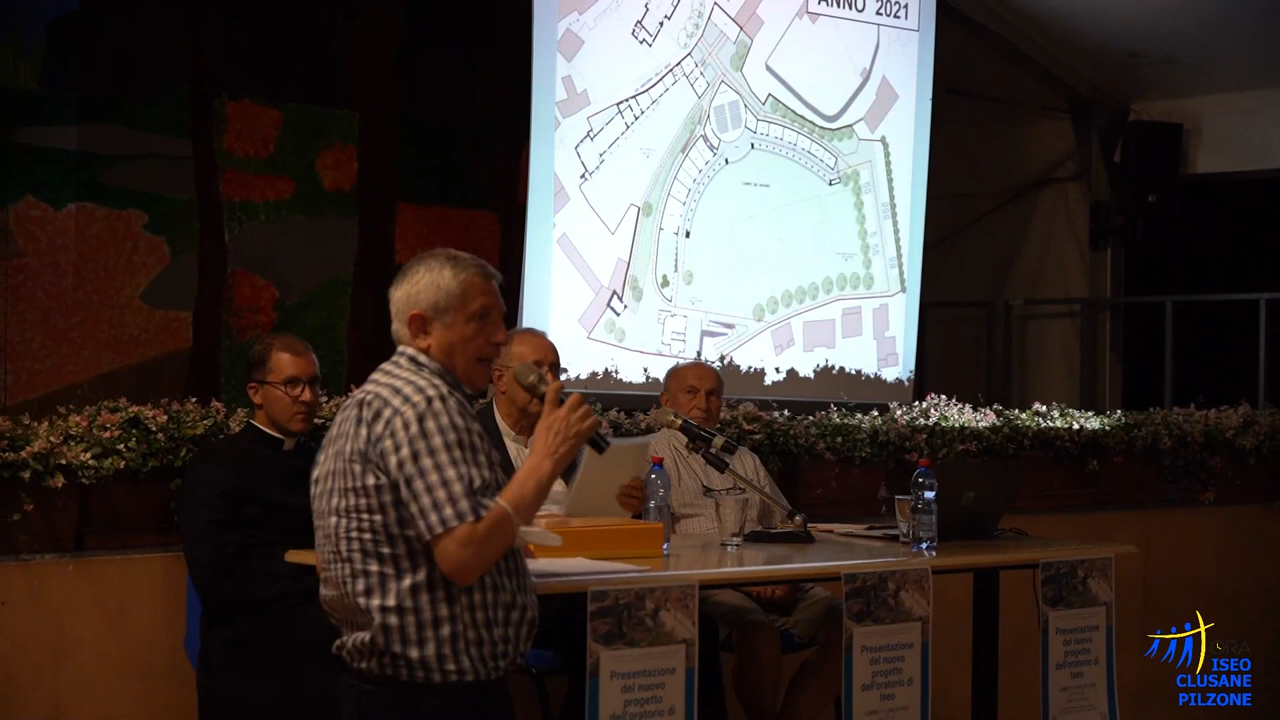 ANNO 2021
Presentazione
del nuovo
progetto
dell'oratorio di
Presentazione
del nuovo
progetto
dell'oratorio di
Iseo
Presentazione
del nuovo
progetto
dell'oratorio di
Iseo
ORA
ISEO
CLUSANE
PILZONE